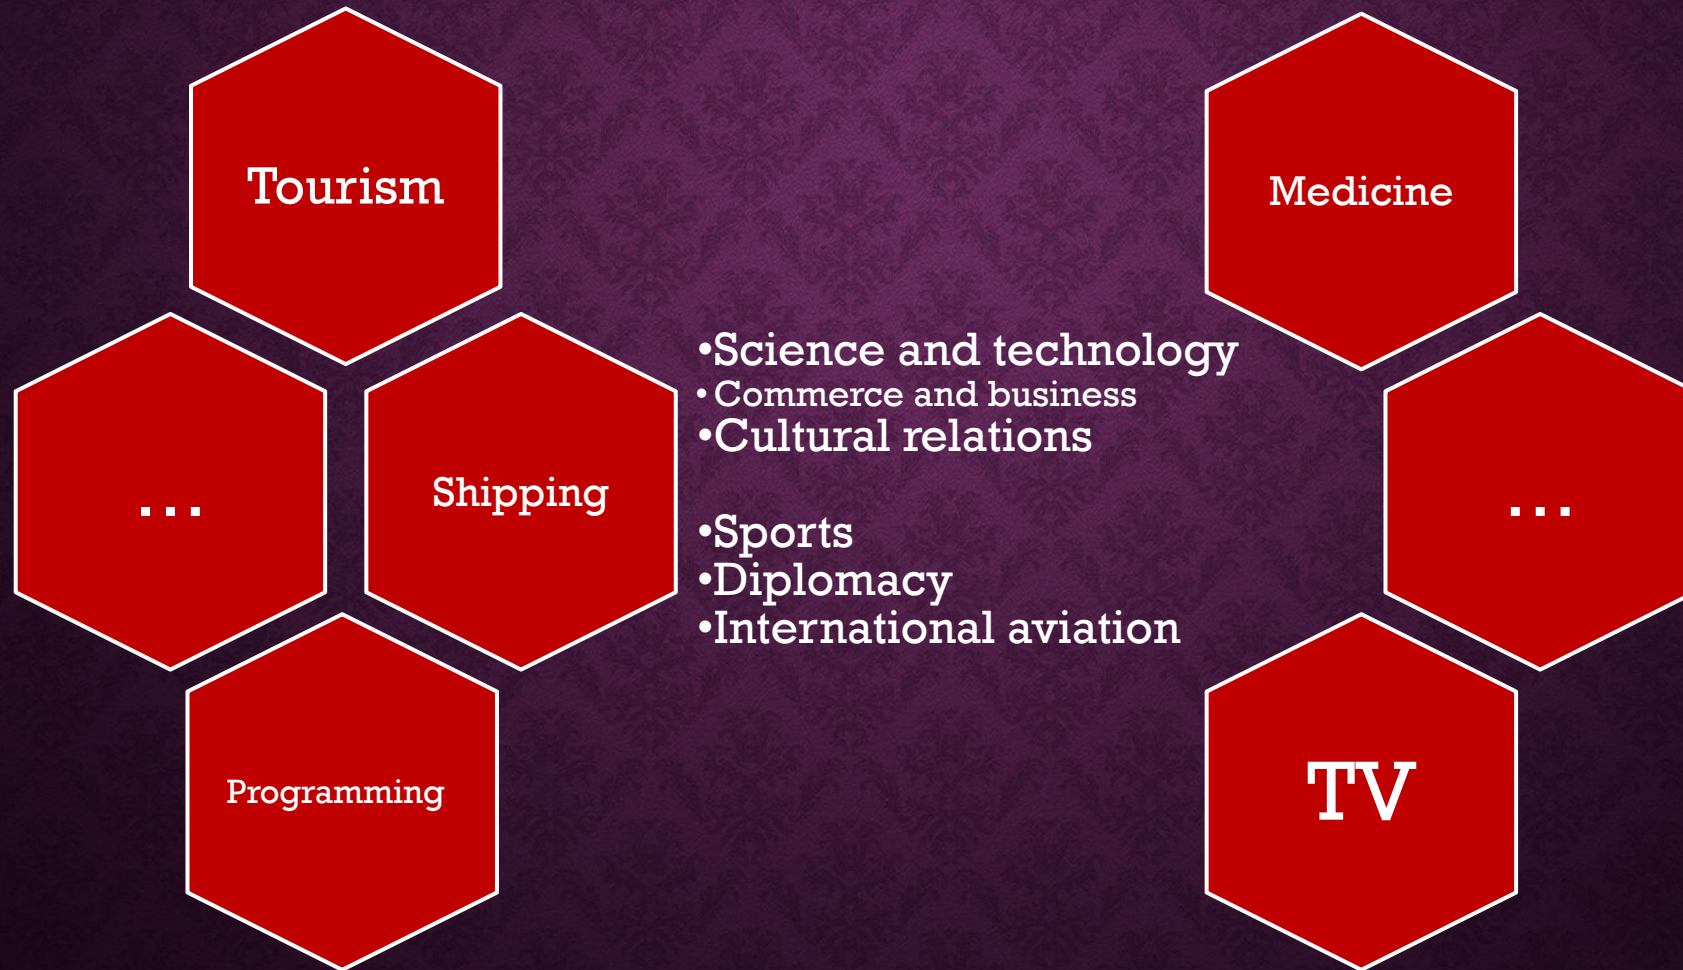 Tourism
...
Shipping
Programming
•Science and technology
•Commerce and business
•Cultural relations
•Sports
•Diplomacy
•International aviation
Medicine
...
TV